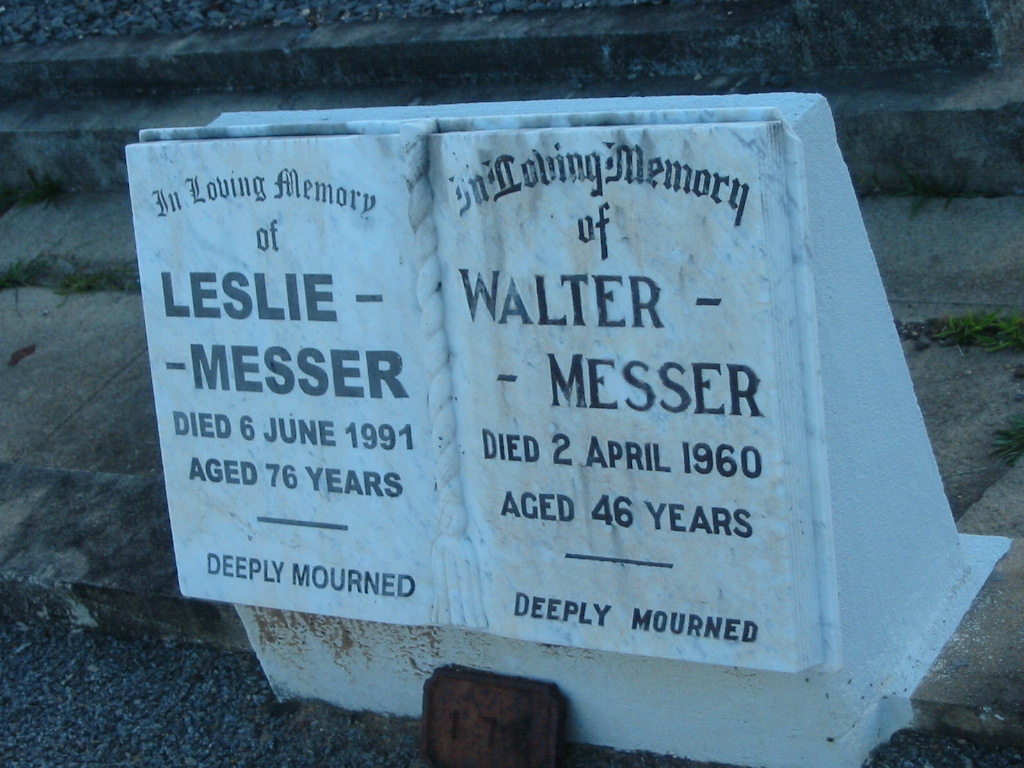 In Loving Memory
of
LESLIE –
– MESSER
DIED 6 JUNE 1991
AGED 76 YEARS
DEEPLY MOURNED
In Loving Memory
of
WALTER –
– MESSER
DIED 2 APRIL 1960
AGED 46 YEARS
DEEPLY MOURNED